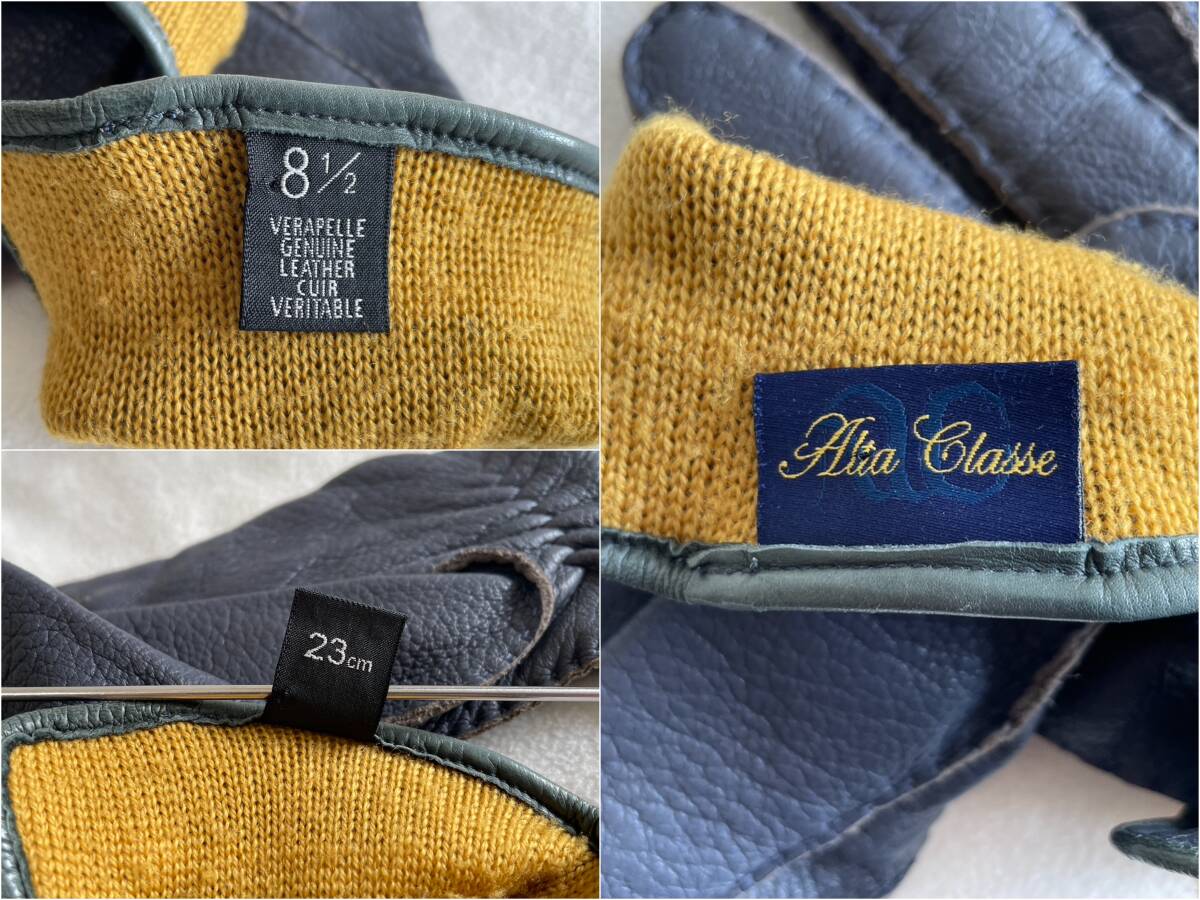 8 1/2
VERAPELLE
GENUINE
LEATHER
CUIR
VERITABLE
23cm
Alta Classe